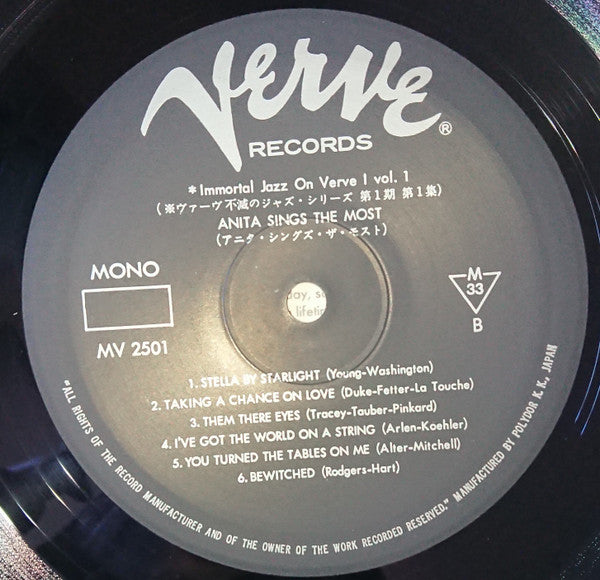 VERVE
®
RECORDS
*Immortal Jazz On Verve I vol. 1
(※ヴァーヴ不滅のジャズ・シリーズ 第1期 第1集)
ANITA SINGS THE MOST
(アニタ・シングズ・ザ・モスト)
MONO
M
33
B
MV 2501
day, su
lifetim
1. STELLA BY STARLIGHT (Young-Washington)
2. TAKING A CHANCE ON LOVE (Duke-Fetter-La Touche)
3. THEM THERE EYES (Tracey-Tauber-Pinkard)
4. I'VE GOT THE WORLD ON A STRING (Arlen-Koehler)
5. YOU TURNED THE TABLES ON ME (Alter-Mitchell)
6. BEWITCHED (Rodgers-Hart)
"ALL RIGHTS OF THE RECORD MANUFACTURER AND OF THE OWNER OF THE WORK RECORDED RESERVED." MANUFACTURED BY POLYDOR K. K. JAPAN